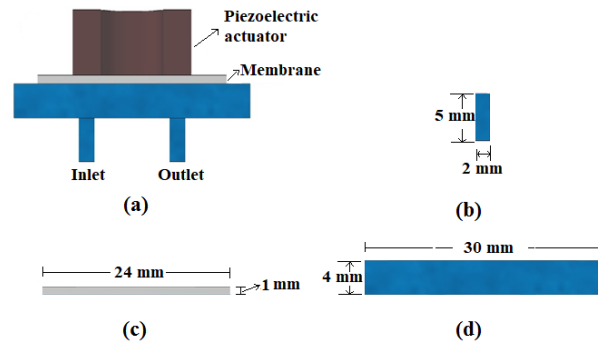 Piezoelectric
actuator
Membrane
Inlet
Outlet
(a)
5 mm
2 mm
(b)
24 mm
1 mm
(c)
30 mm
4 mm
(d)